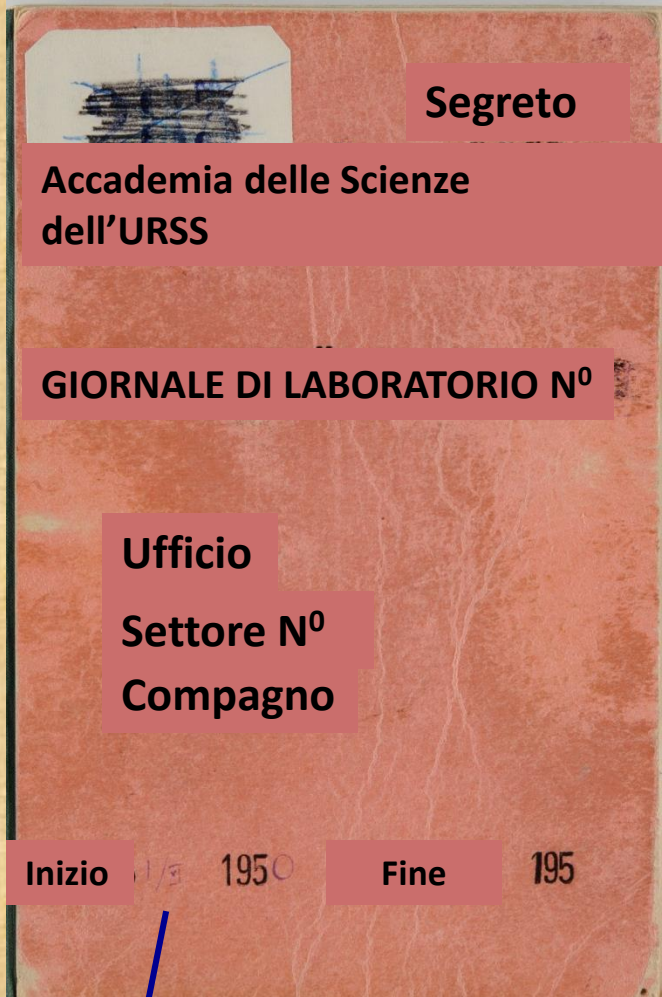 Segreto
Accademia delle Scienze
dell'URSS
GIORNALE DI LABORATORIO N⁰
Ufficio
Settore N⁰
Compagno
Inizio 1950 Fine 195